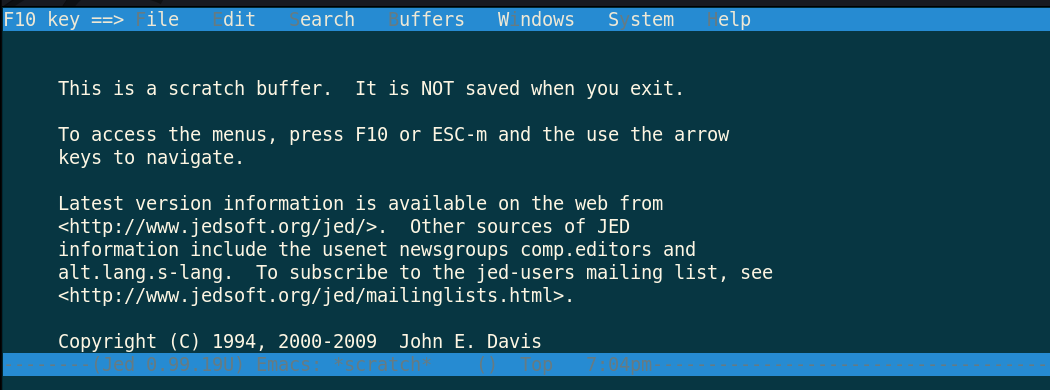 F10 key ==> File Edit Search Buffers Windows System Help
This is a scratch buffer. It is NOT saved when you exit.
To access the menus, press F10 or ESC-m and the use the arrow
keys to navigate.
Latest version information is available on the web from
<http://www.jedsoft.org/jed/>. Other sources of JED
information include the usenet newsgroups comp.editors and
alt.lang.s-lang. To subscribe to the jed-users mailing list, see
<http://www.jedsoft.org/jed/mailinglists.html>.
Copyright (C) 1994, 2000-2009 John E. Davis
(Jed 0.99.19U) Emacs: *scratch* () Top 7:04pm